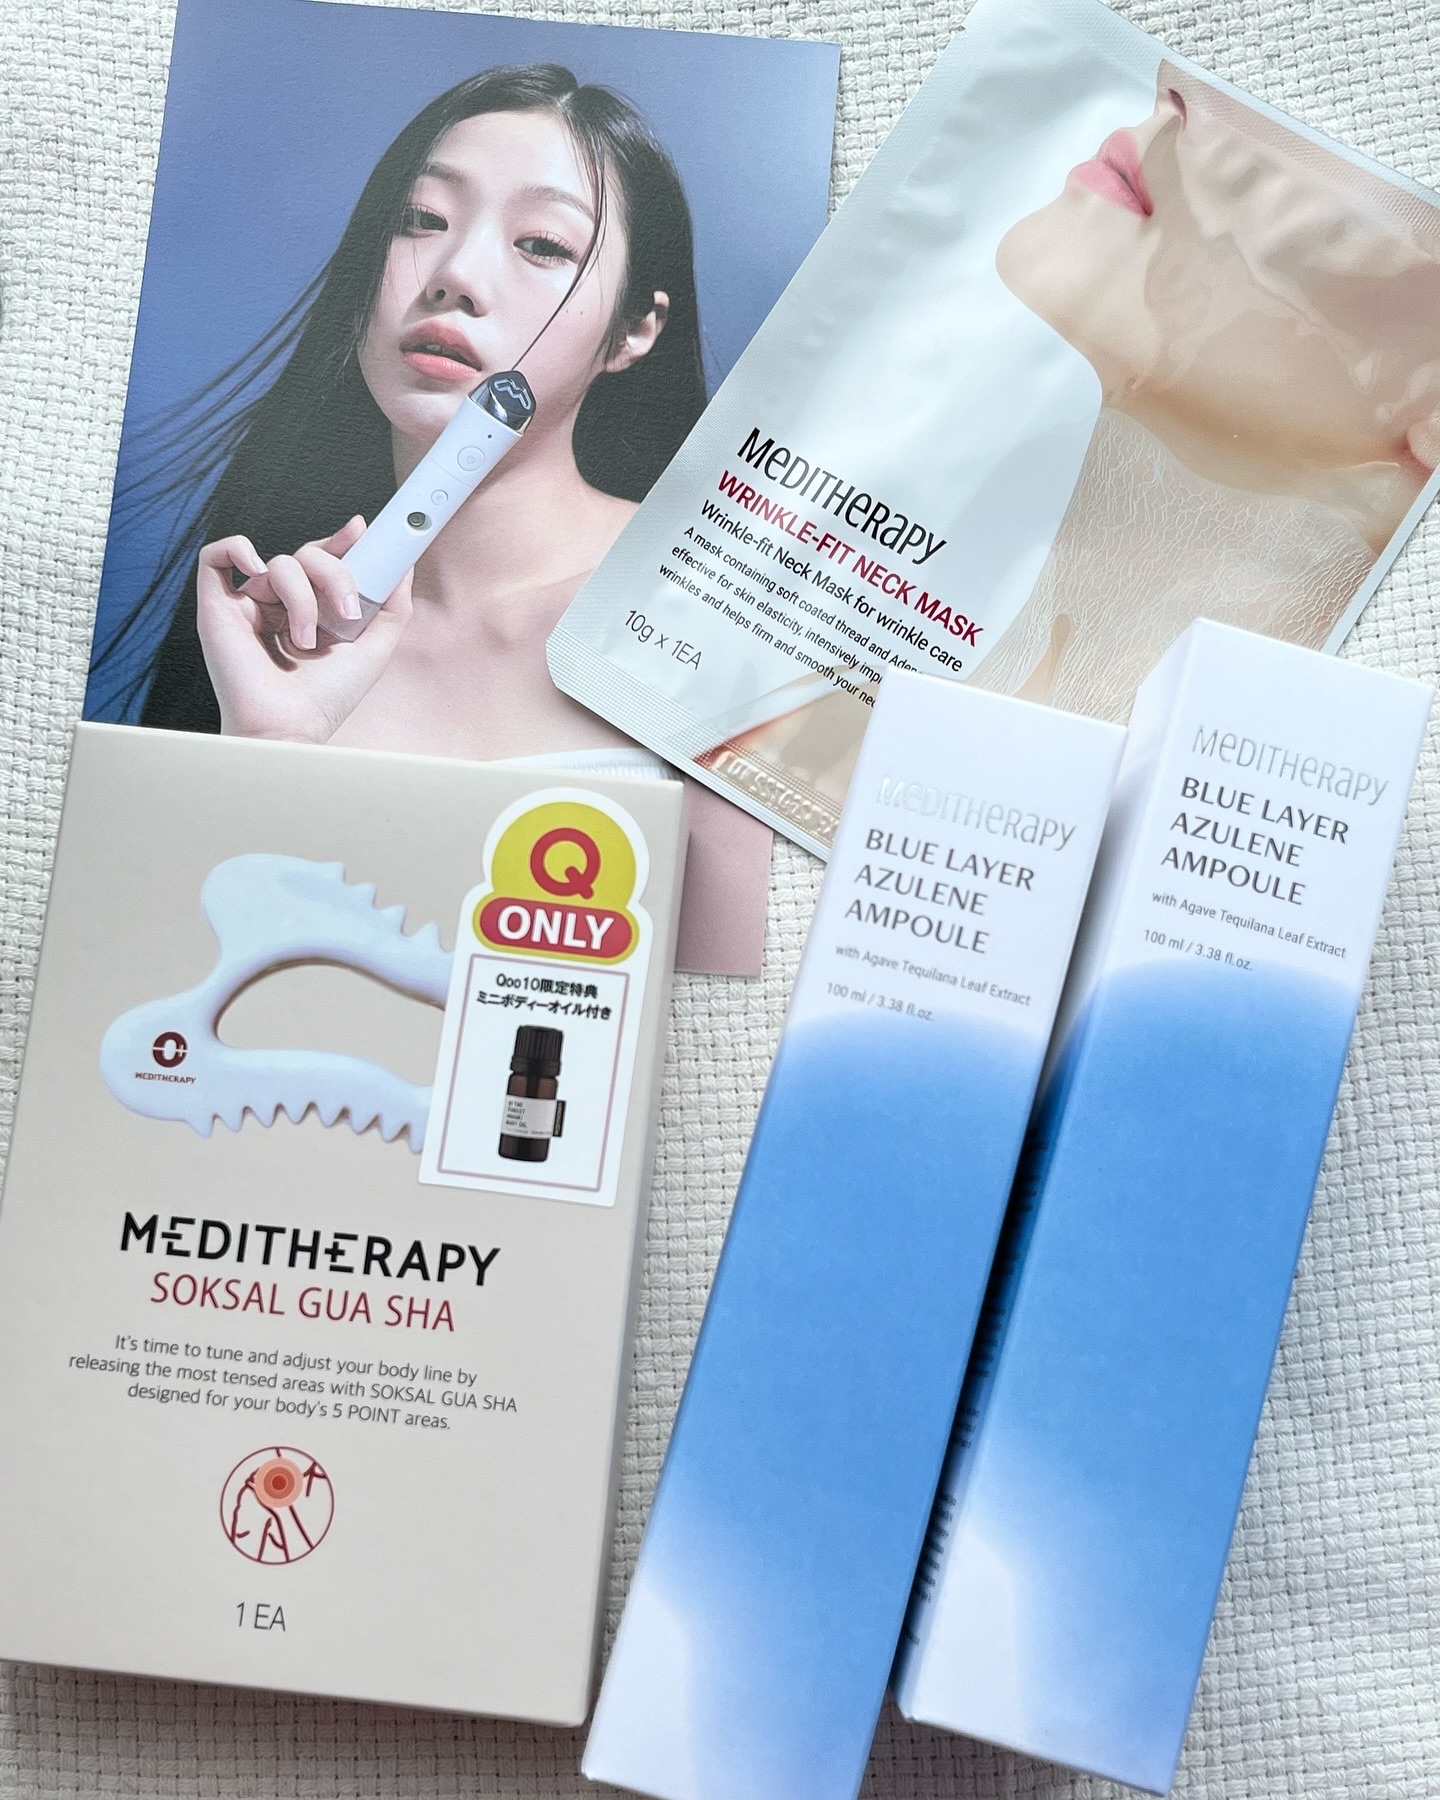 MEDITHERAPY
WRINKLE-FIT NECK MASK
Wrinkle-fit Neck Mask for wrinkle care
A mask containing soft coated thread and Aden
effective for skin elasticity, intensively imp
wrinkles and helps firm and smooth your nec
10g x 1EA
MEDITHERAPY
BLUE LAYER
AZULENE
AMPOULE
with Agave Tequilana Leaf Extract
100 ml / 3.38 fl.oz.
MEDITHERAPY
BLUE LAYER
AZULENE
AMPOULE
with Agave Tequilana Leaf Extract
100 ml / 3.38 fl.oz.
Q
ONLY
Qoo10限定特典
ミニボディーオイル付き
MEDITHERAPY
MEDITHERAPY
SOKSAL GUA SHA
It's time to tune and adjust your body line by
releasing the most tensed areas with SOKSAL GUA SHA
designed for your body's 5 POINT areas.
1 EA